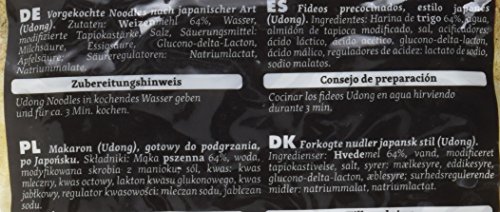 DE Vorgekochte Noodles nach japanischer Art
(Udong). Zutaten: Weizenmehl 64%, Wasser,
modifizierte Tapiokastärke, Salz, Säuerungsmittel:
Milchsäure, Essigsäure, Glucono-delta-Lacton,
Apfelsäure; Säureregulatoren: Natriumlactat,
Natriummalate.
Zubereitungshinweis
Udong Noodles in kochendes Wasser geben
und für ca. 3 Min. kochen.
ES Fideos precocinados, estilo japonés
(Udong). Ingredientes: Harina de trigo 64%, agua,
almidón de tapioca modificado, sal, acidificadores:
ácido láctico, ácido acético, glucono-delta-lacton,
ácido málico, reguladores de acidez: lactato de sodio,
sodio malatos.
Consejo de preparación
Cocinar los fideos Udong en agua hirviendo
durante 3 min.
PL Makaron (Udong), gotowy do podgrzania,
po Japońsku. Składniki: Mąka pszenna 64%, woda,
modyfikowana skrobia z manioku, sól, kwas: kwas
mleczny, kwas octowy, lakton kwasu glukonowego, kwas
jabłkowy, regulator kwasowości: mleczan sodu, jabłczan
sodu.
DK Forkogte nudler japansk stil (Udong).
Ingredienser: Hvedemel 64%, vand, modificeret
tapiokastivelse, salt, syrer: mælkesyre, eddikesyre,
glucono-delta-lacton, æblesyre; surhedsregulerende
midler: natriummalat, natriumlactat.